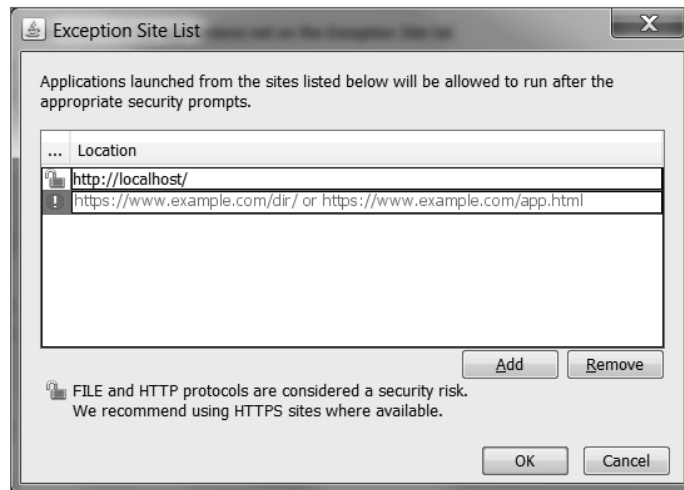 Exception Site List
X
Applications launched from the sites listed below will be allowed to run after the
appropriate security prompts.
... Location
http://localhost/
https://www.example.com/dir/ or https://www.example.com/app.html
Add Remove
FILE and HTTP protocols are considered a security risk.
We recommend using HTTPS sites where available.
OK Cancel